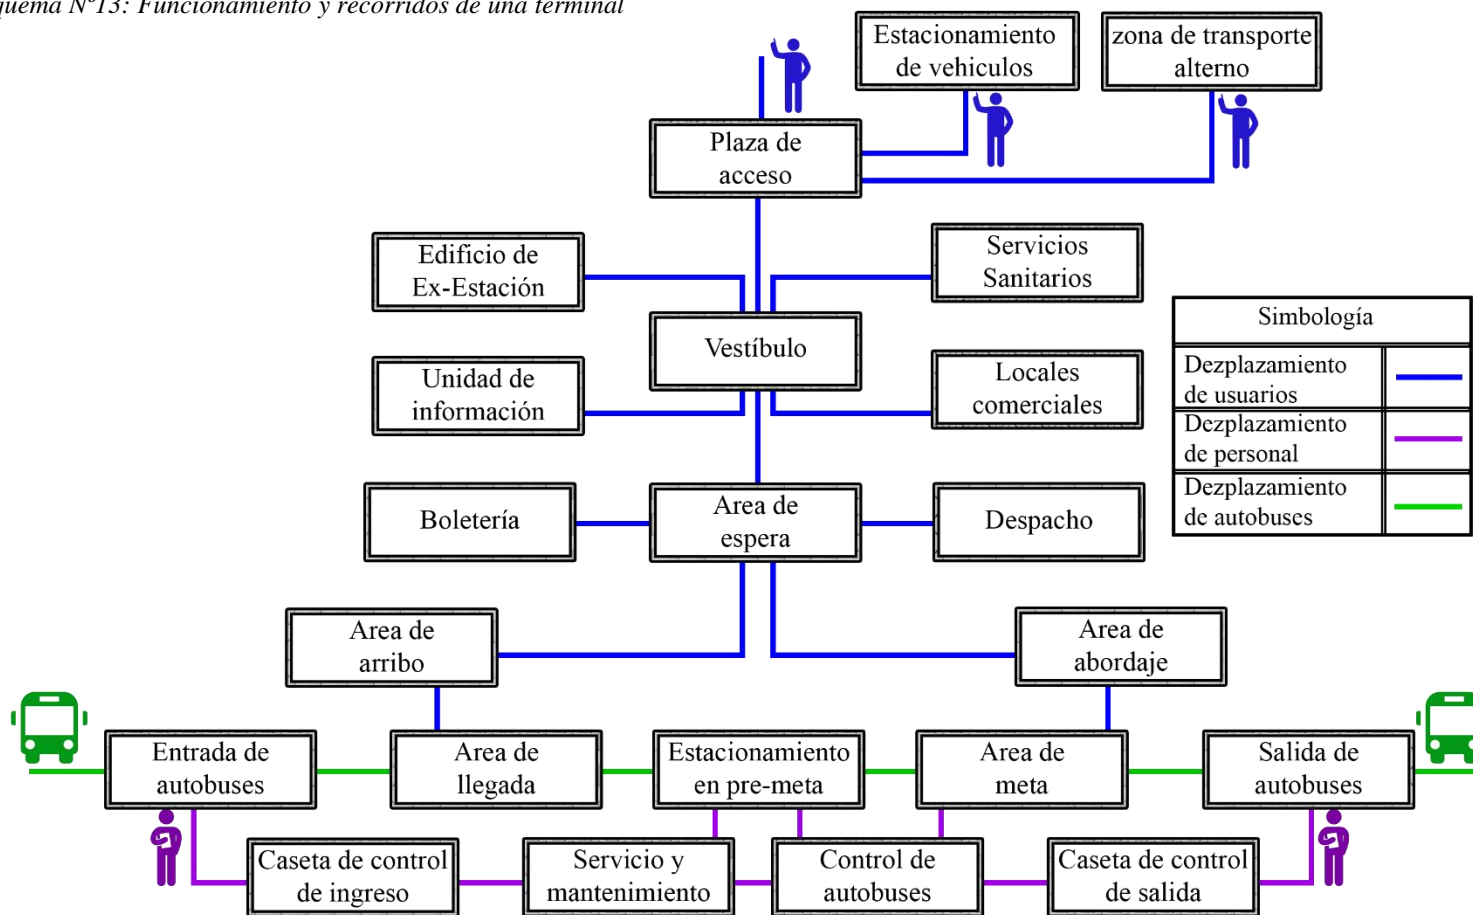 quema Nº13: Funcionamiento y recorridos de una terminal
Estacionamiento
de vehiculos
zona de transporte
alterno
Plaza de
acceso
Edificio de
Ex-Estación
Servicios
Sanitarios
Vestíbulo
Unidad de
información
Locales
comerciales
Simbología
Dezplazamiento
de usuarios
Dezplazamiento
de personal
Dezplazamiento
de autobuses
Boletería
Area de
espera
Despacho
Area de
arribo
Area de
abordaje
Entrada de
autobuses
Area de
llegada
Estacionamiento
en pre-meta
Area de
meta
Salida de
autobuses
Caseta de control
de ingreso
Servicio y
mantenimiento
Control de
autobuses
Caseta de control
de salida